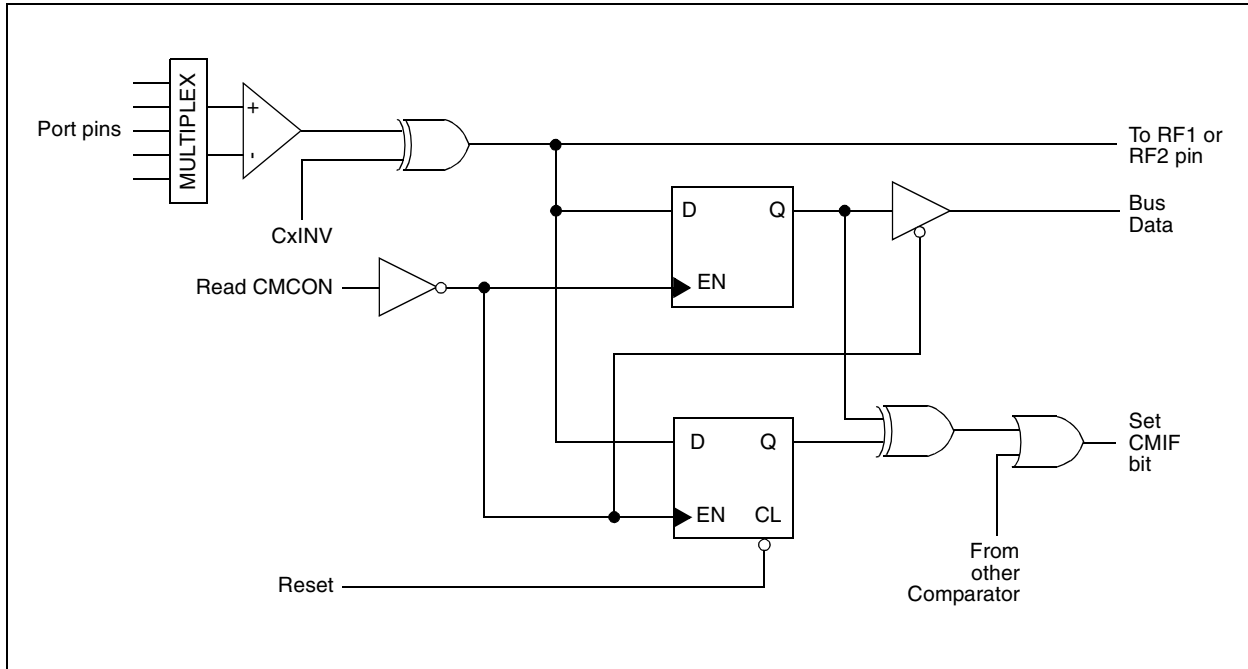 MULTIPLEX
Port pins
+
-
CxINV
To RF1 or
RF2 pin
D
Q
EN
Bus
Data
Read CMCON
D
Q
EN
CL
Set
CMIF
bit
From
other
Comparator
Reset